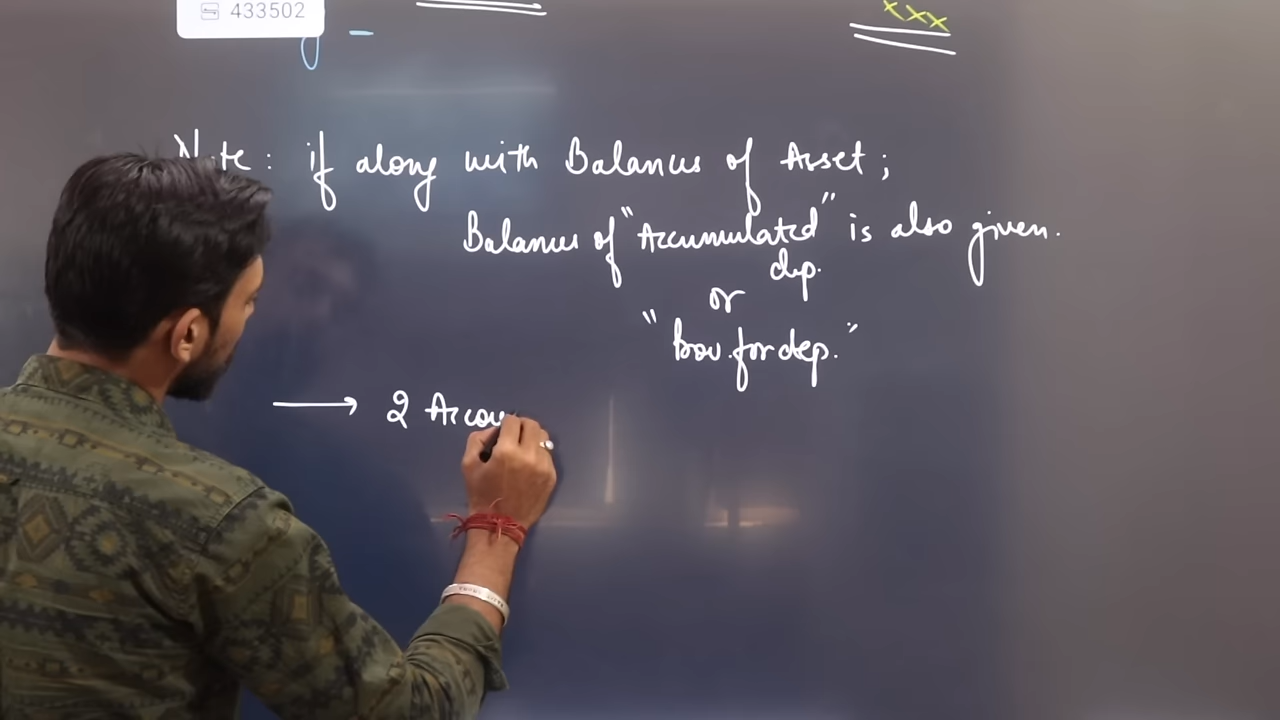 433502
xxx
Note: if along with Balances of Asset;
Balances of "Accumulated" is also given.
dep.
or
"Prov. for dep."
→ 2 Accou